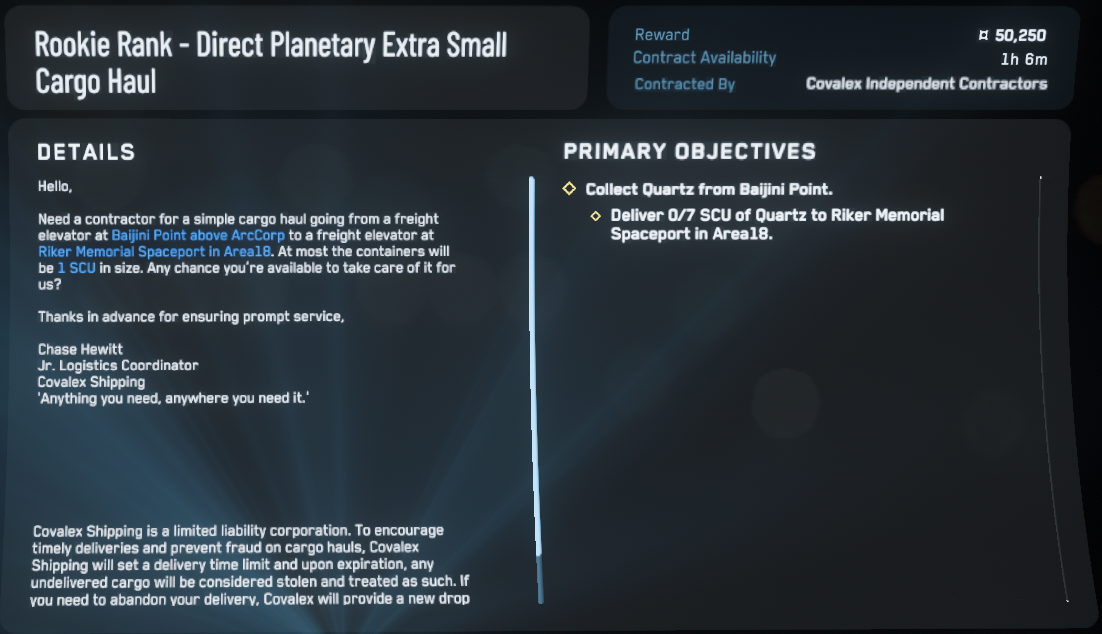 Rookie Rank - Direct Planetary Extra Small
Cargo Haul
Reward ¤ 50,250
Contract Availability 1h 6m
Contracted By Covalex Independent Contractors
DETAILS
Hello,
Need a contractor for a simple cargo haul going from a freight
elevator at Baijini Point above ArcCorp to a freight elevator at
Riker Memorial Spaceport in Area18. At most the containers will
be 1 SCU in size. Any chance you're available to take care of it for
us?
Thanks in advance for ensuring prompt service,
Chase Hewitt
Jr. Logistics Coordinator
Covalex Shipping
'Anything you need, anywhere you need it.'
Covalex Shipping is a limited liability corporation. To encourage
timely deliveries and prevent fraud on cargo hauls, Covalex
Shipping will set a delivery time limit and upon expiration, any
undelivered cargo will be considered stolen and treated as such. If
you need to abandon your delivery, Covalex will provide a new drop
PRIMARY OBJECTIVES
Collect Quartz from Baijini Point.
Deliver 0/7 SCU of Quartz to Riker Memorial
Spaceport in Area18.